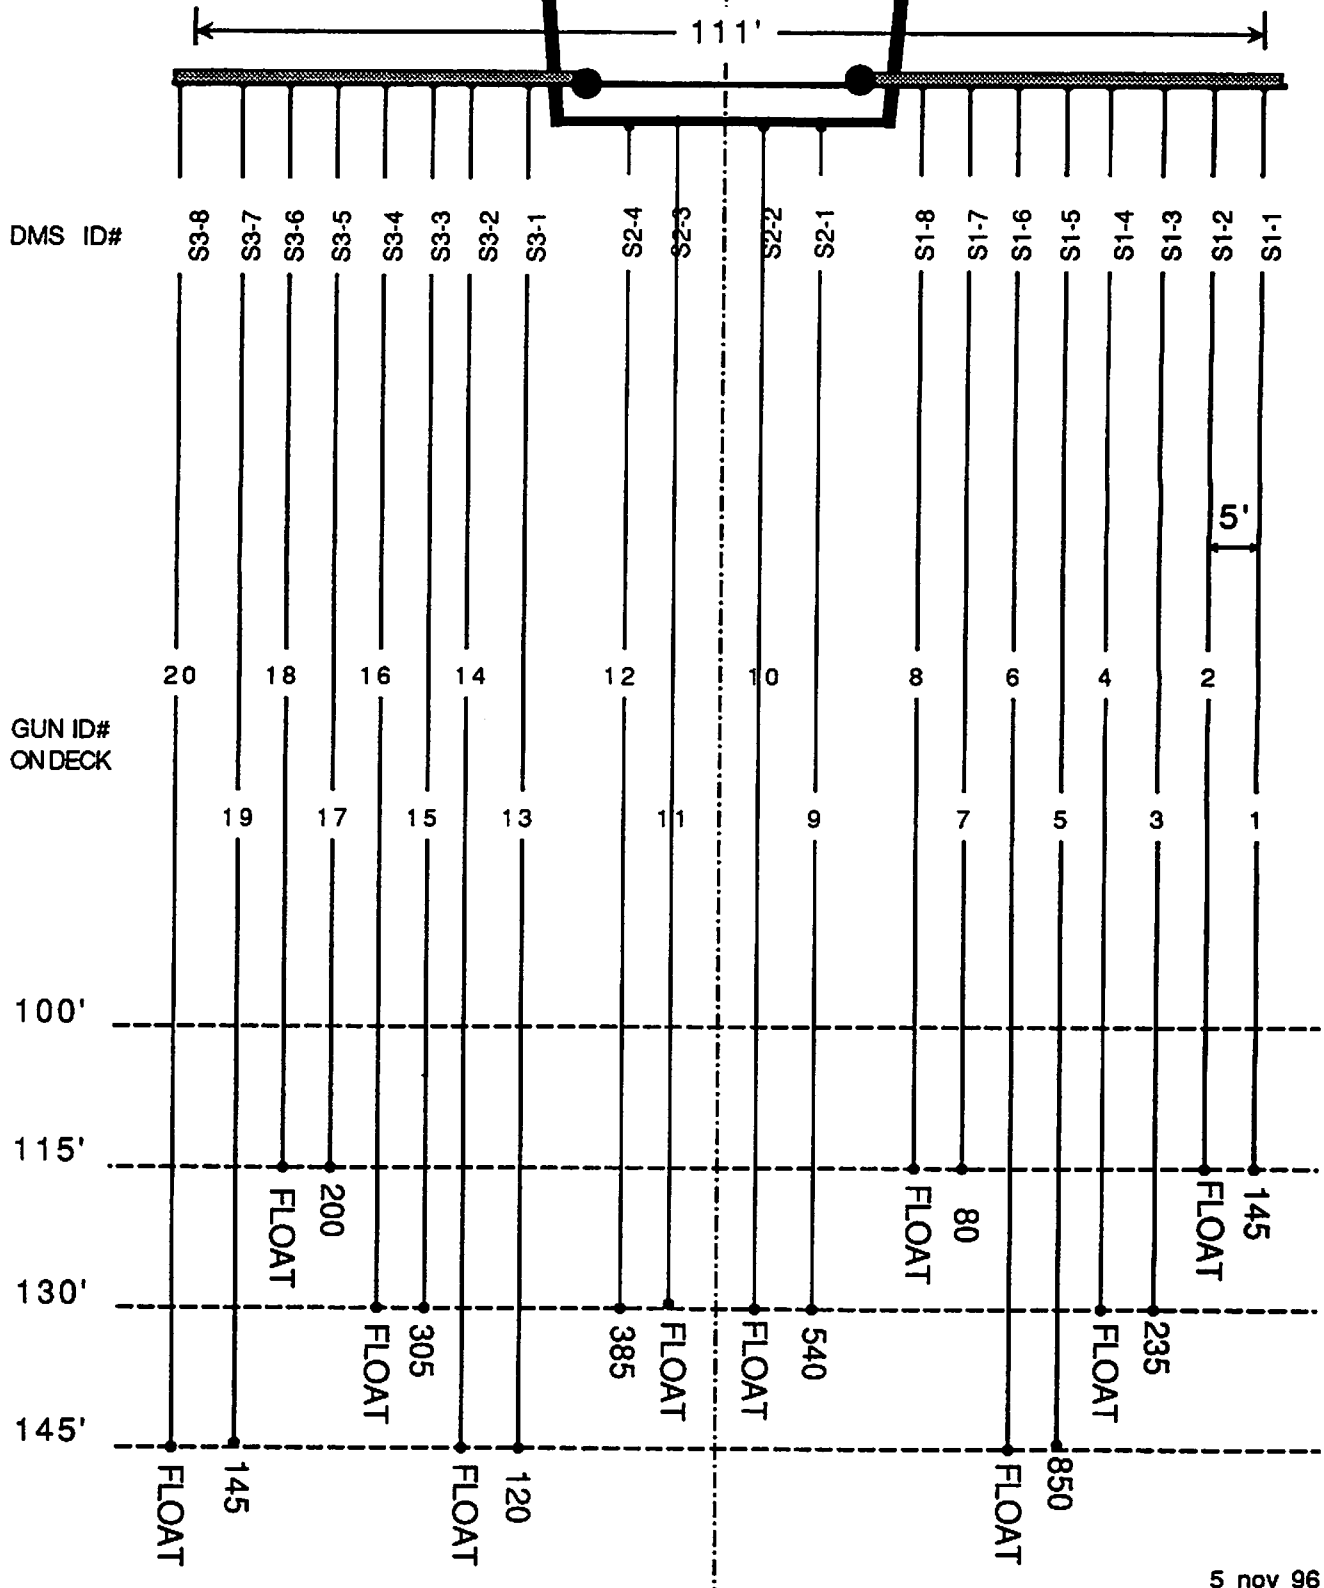 111'
DMS ID#
S3-8 S3-7 S3-6 S3-5 S3-4 S3-3 S3-2 S3-1 S2-4 S2-3 S2-2 S2-1 S1-8 S1-7 S1-6 S1-5 S1-4 S1-3 S1-2 S1-1
5'
20 18 16 14 12 10 8 6 4 2
GUN ID#
ON DECK
19 17 15 13 11 9 7 5 3 1
100'
115'
FLOAT 200 FLOAT 80 FLOAT 145
130'
FLOAT 305 385 FLOAT FLOAT 540 FLOAT 235
145'
FLOAT 145 FLOAT 120 FLOAT 850
5 nov 96